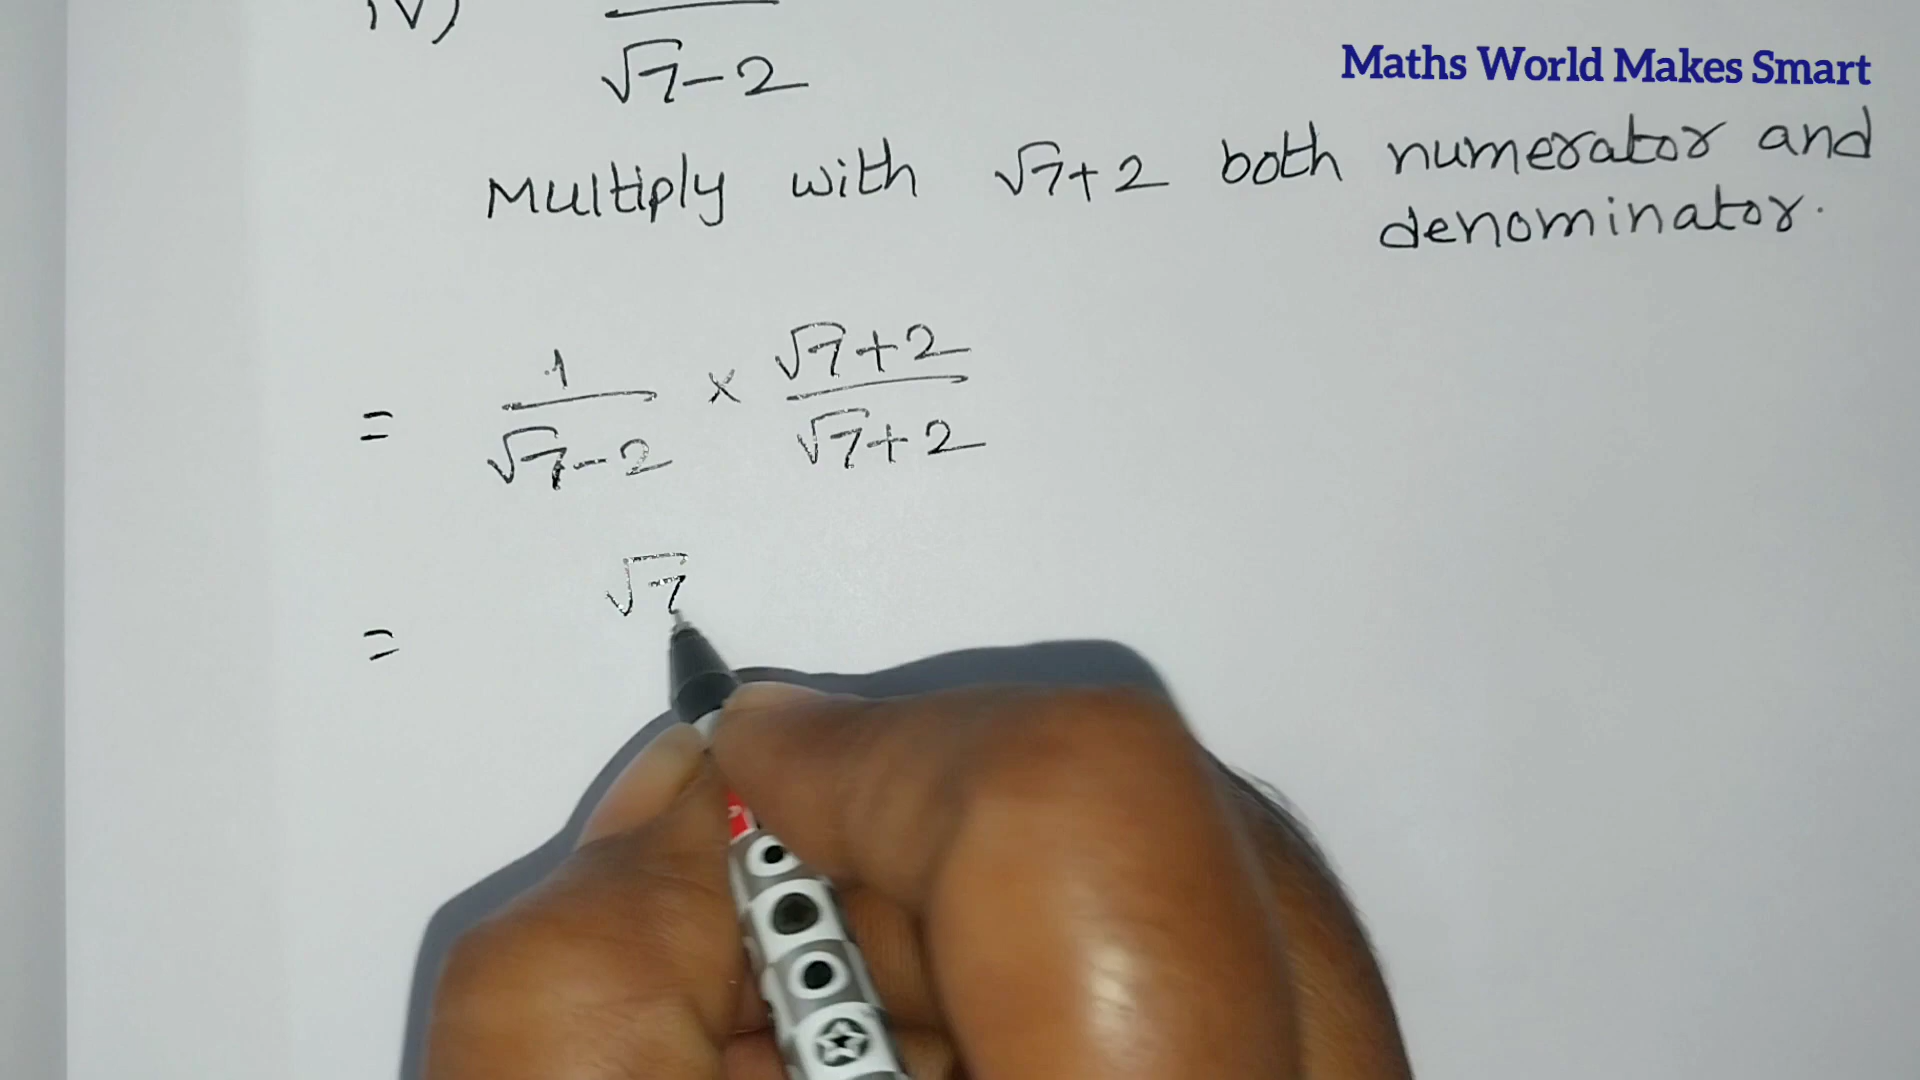 iv)
√7-2
Maths World Makes Smart
Multiply with √7+2 both numerator and
denominator.
= 1/√7-2 × √7+2/√7+2
= √7